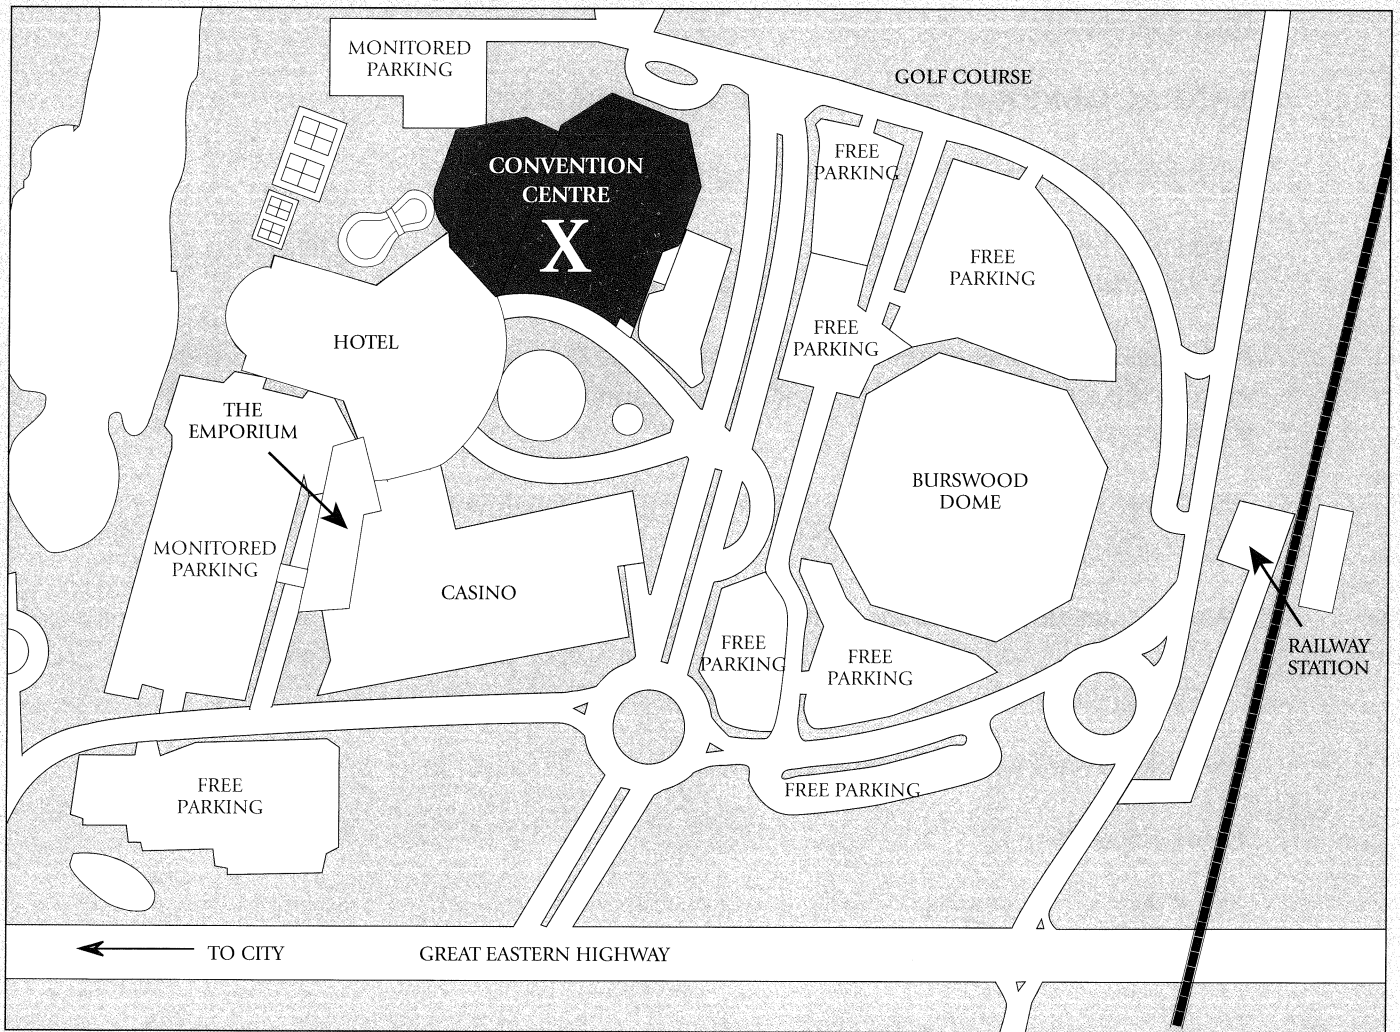 MONITORED
PARKING
GOLF COURSE
CONVENTION
CENTRE
X
FREE
PARKING
FREE
PARKING
FREE
PARKING
HOTEL
THE
EMPORIUM
BURSWOOD
DOME
MONITORED
PARKING
CASINO
FREE
PARKING
FREE
PARKING
RAILWAY
STATION
FREE
PARKING
FREE PARKING
TO CITY
GREAT EASTERN HIGHWAY